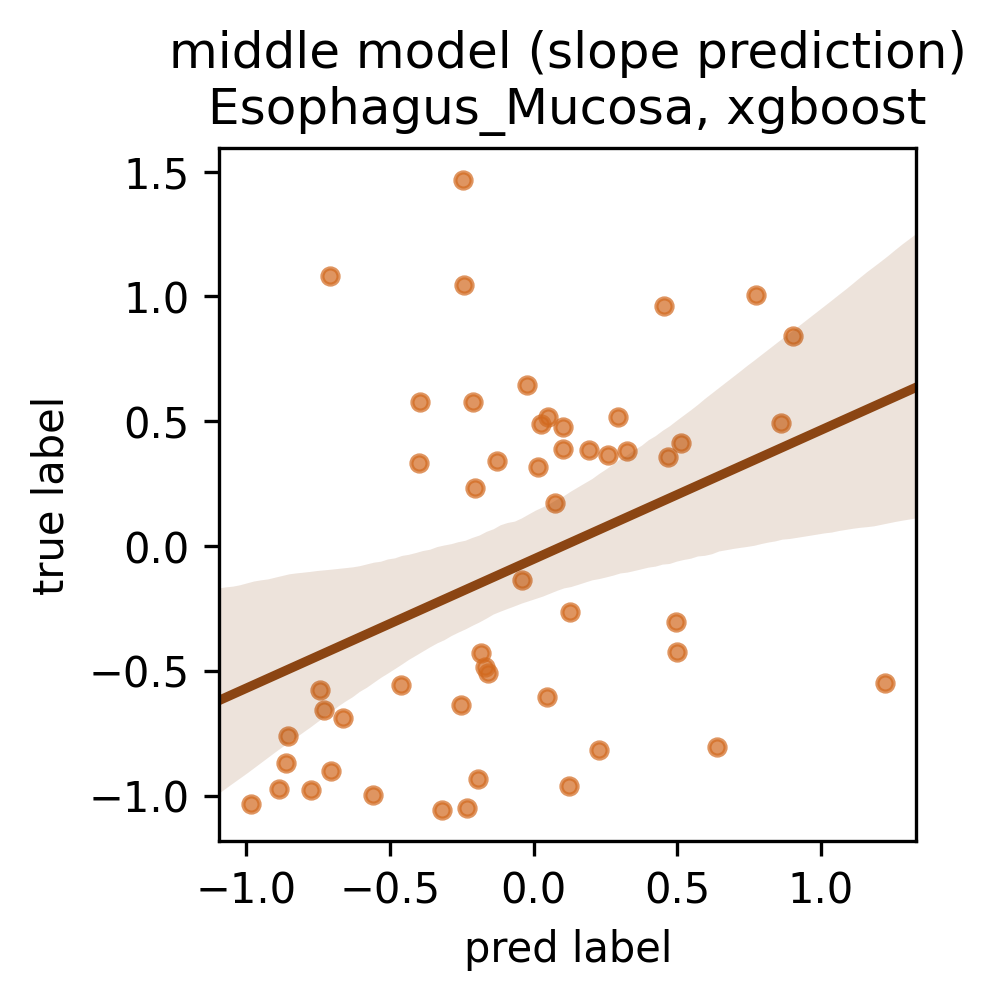 middle model (slope prediction)
Esophagus_Mucosa, xgboost
1.5
1.0
0.5
0.0
−0.5
−1.0
true label
−1.0 −0.5 0.0 0.5 1.0
pred label